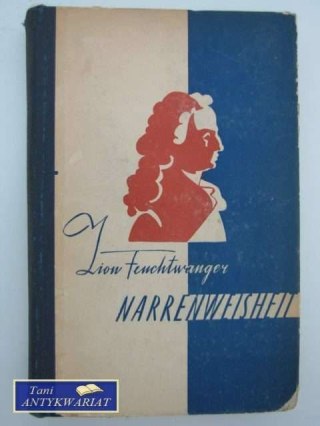 Lion Feuchtwanger
NARRENWEISHEIT
Tani
ANTYKWARIAT